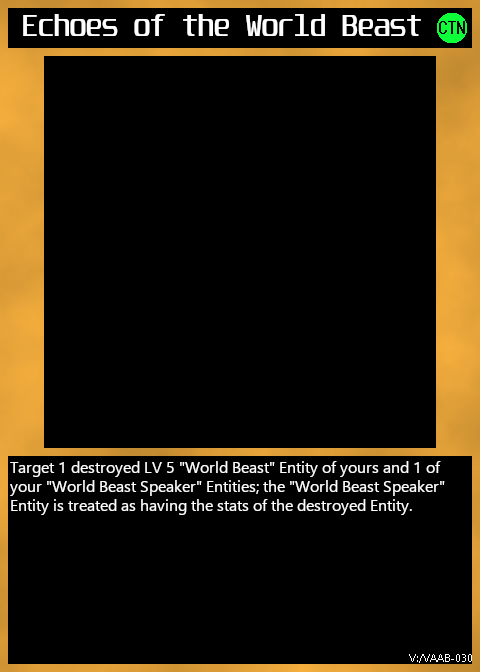 Echoes of the World Beast
CTN
Target 1 destroyed LV 5 "World Beast" Entity of yours and 1 of
your "World Beast Speaker" Entities; the "World Beast Speaker"
Entity is treated as having the stats of the destroyed Entity.
V:/VAAB-030